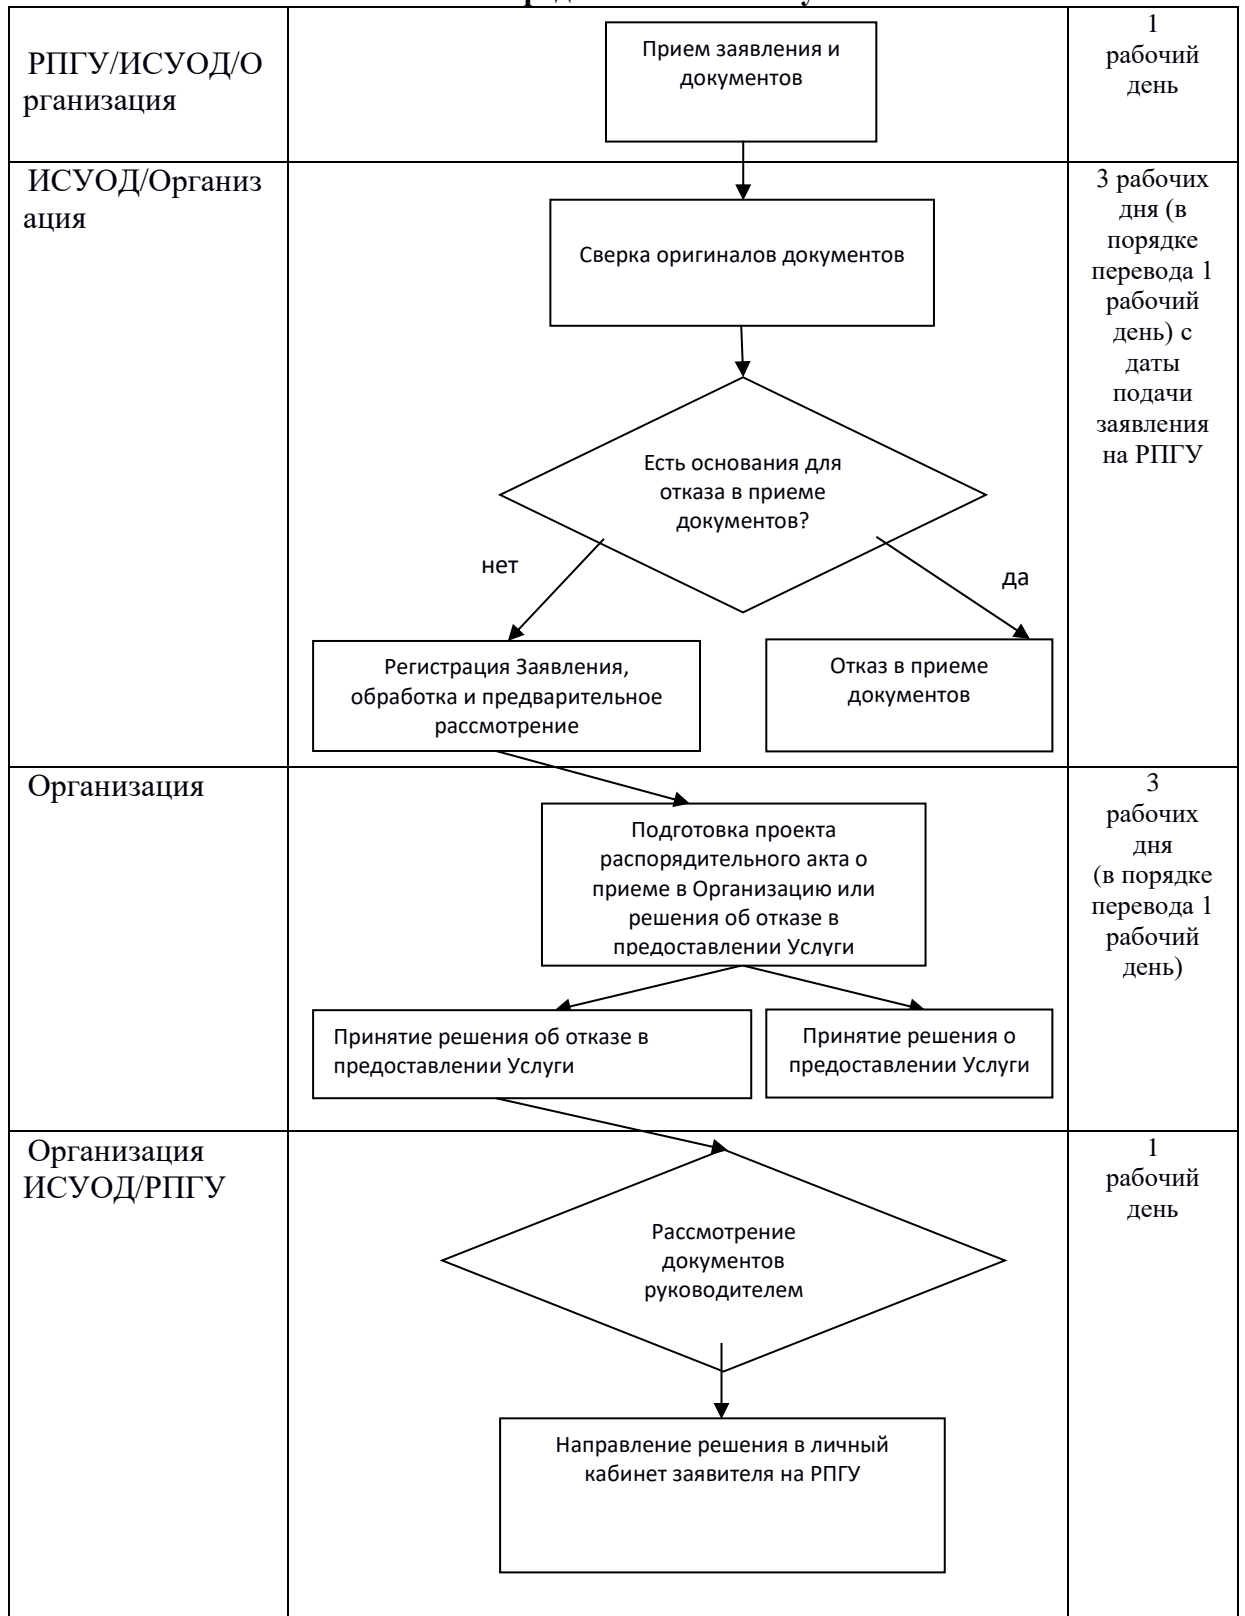 РПГУ/ИСУОД/О
рганизация
Прием заявления и
документов
1
рабочий
день
ИСУОД/Организ
ация
Сверка оригиналов документов
Есть основания для
отказа в приеме
документов?
нет
да
Регистрация Заявления,
обработка и предварительное
рассмотрение
Отказ в приеме
документов
3 рабочих
дня (в
порядке
перевода 1
рабочий
день) с
даты
подачи
заявления
на РПГУ
Организация
Подготовка проекта
распорядительного акта о
приеме в Организацию или
решения об отказе в
предоставлении Услуги
Принятие решения об отказе в
предоставлении Услуги
Принятие решения о
предоставлении Услуги
3
рабочих
дня
(в порядке
перевода 1
рабочий
день)
Организация
ИСУОД/РПГУ
Рассмотрение
документов
руководителем
Направление решения в личный
кабинет заявителя на РПГУ
1
рабочий
день